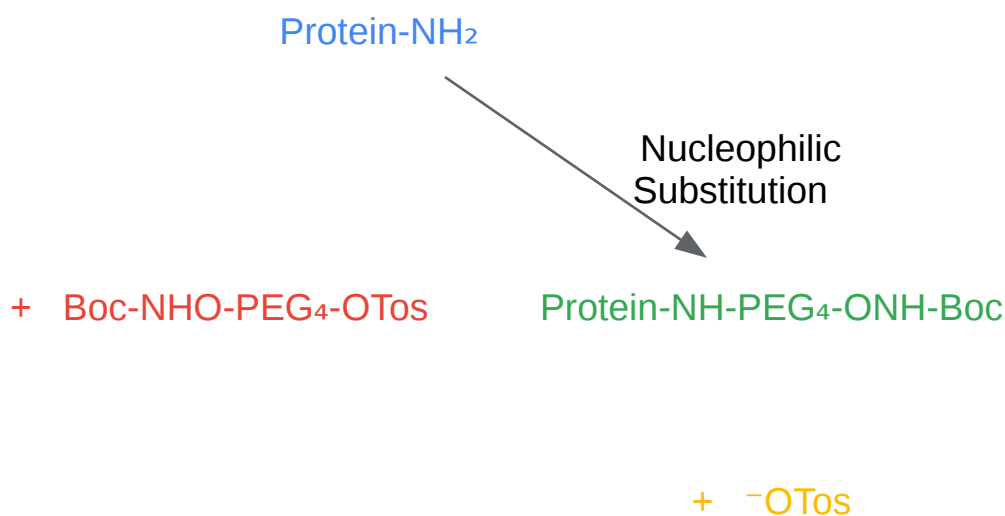 Protein-NH₂
Nucleophilic
Substitution
+ Boc-NHO-PEG₄-OTos
Protein-NH-PEG₄-ONH-Boc
+ ⁻OTos